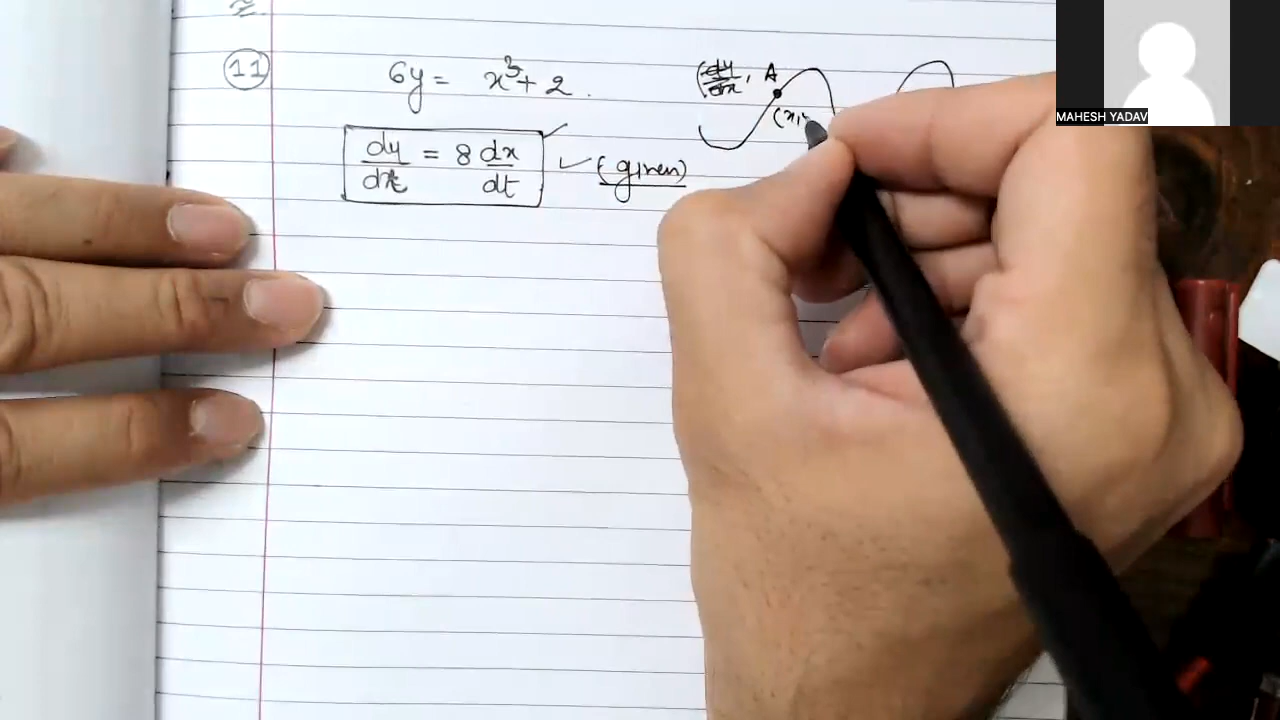 11
6y = x³ + 2.
(dy/dx, A
(x,
dy/dt = 8 dx/dt (given)
MAHESH YADAV